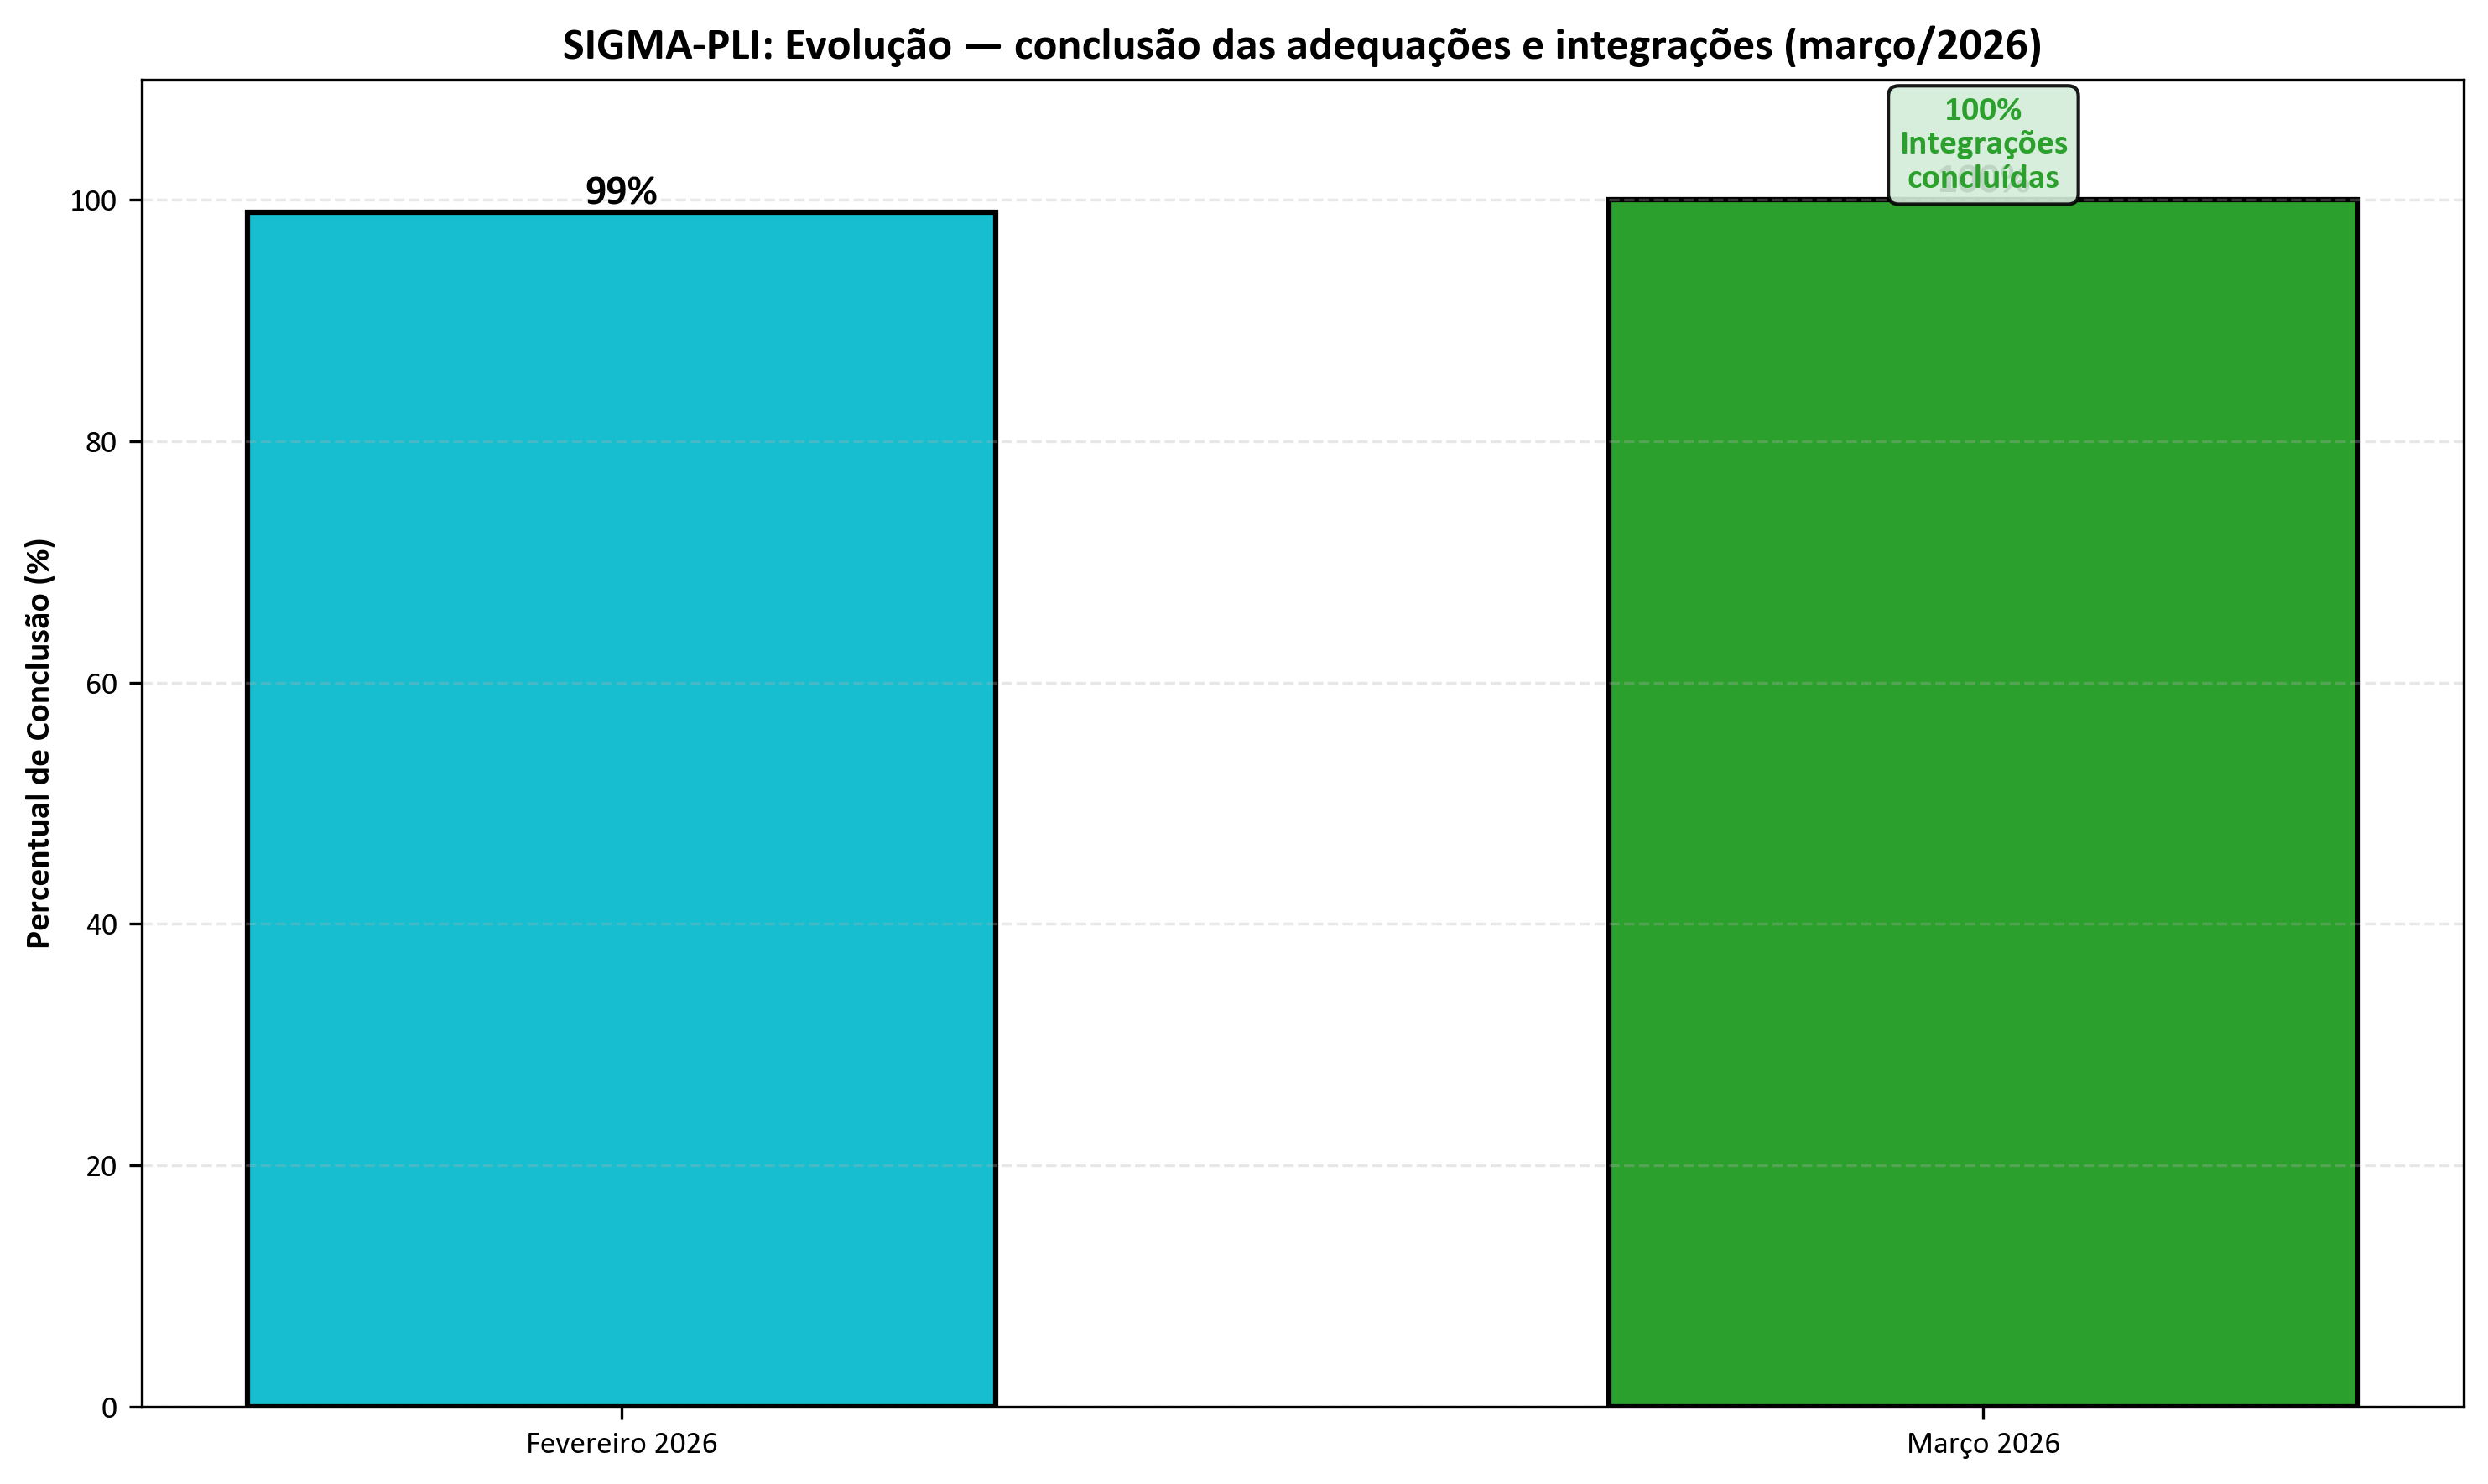 SIGMA-PLI: Evolução — conclusão das adequações e integrações (março/2026)
100%
Integrações
concluídas
100%
99%
Percentual de Conclusão (%)
100
80
60
40
20
0
Fevereiro 2026
Março 2026